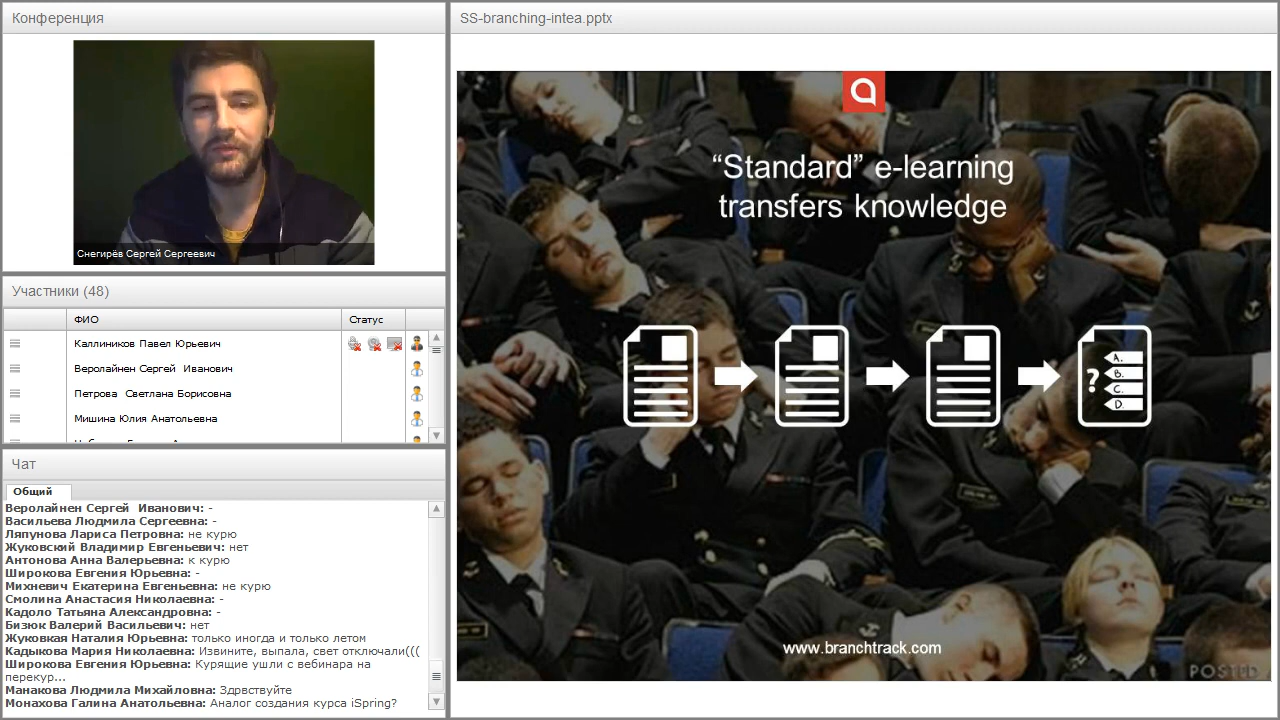 Конференция
Снегирёв Сергей Сергеевич
Участники (48)
ФИО
Статус
Каллиников Павел Юрьевич
Веролайнен Сергей Иванович
Петрова Светлана Борисовна
Мишина Юлия Анатольевна
Чат
Общий
Веролайнен Сергей Иванович: -
Васильева Людмила Сергеевна: -
Ляпунова Лариса Петровна: не курю
Жуковский Владимир Евгеньевич: нет
Антонова Анна Валерьевна: к курю
Широкова Евгения Юрьевна: -
Михневич Екатерина Евгеньевна: не курю
Смолина Анастасия Николаевна: -
Кадоло Татьяна Александровна: -
Бизюк Валерий Васильевич: нет
Жуковкая Наталия Юрьевна: только иногда и только летом
Кадыкова Мария Николаевна: Извините, выпала, свет отключали(((
Широкова Евгения Юрьевна: Курящие ушли с вебинара на
перекур...
Манакова Людмила Михайловна: Здрвствуйте
Монахова Галина Анатольевна: Аналог создания курса iSpring?
SS-branching-intea.pptx
“Standard” e-learning
transfers knowledge
?
A.
B.
C.
D.
www.branchtrack.com
POSTED